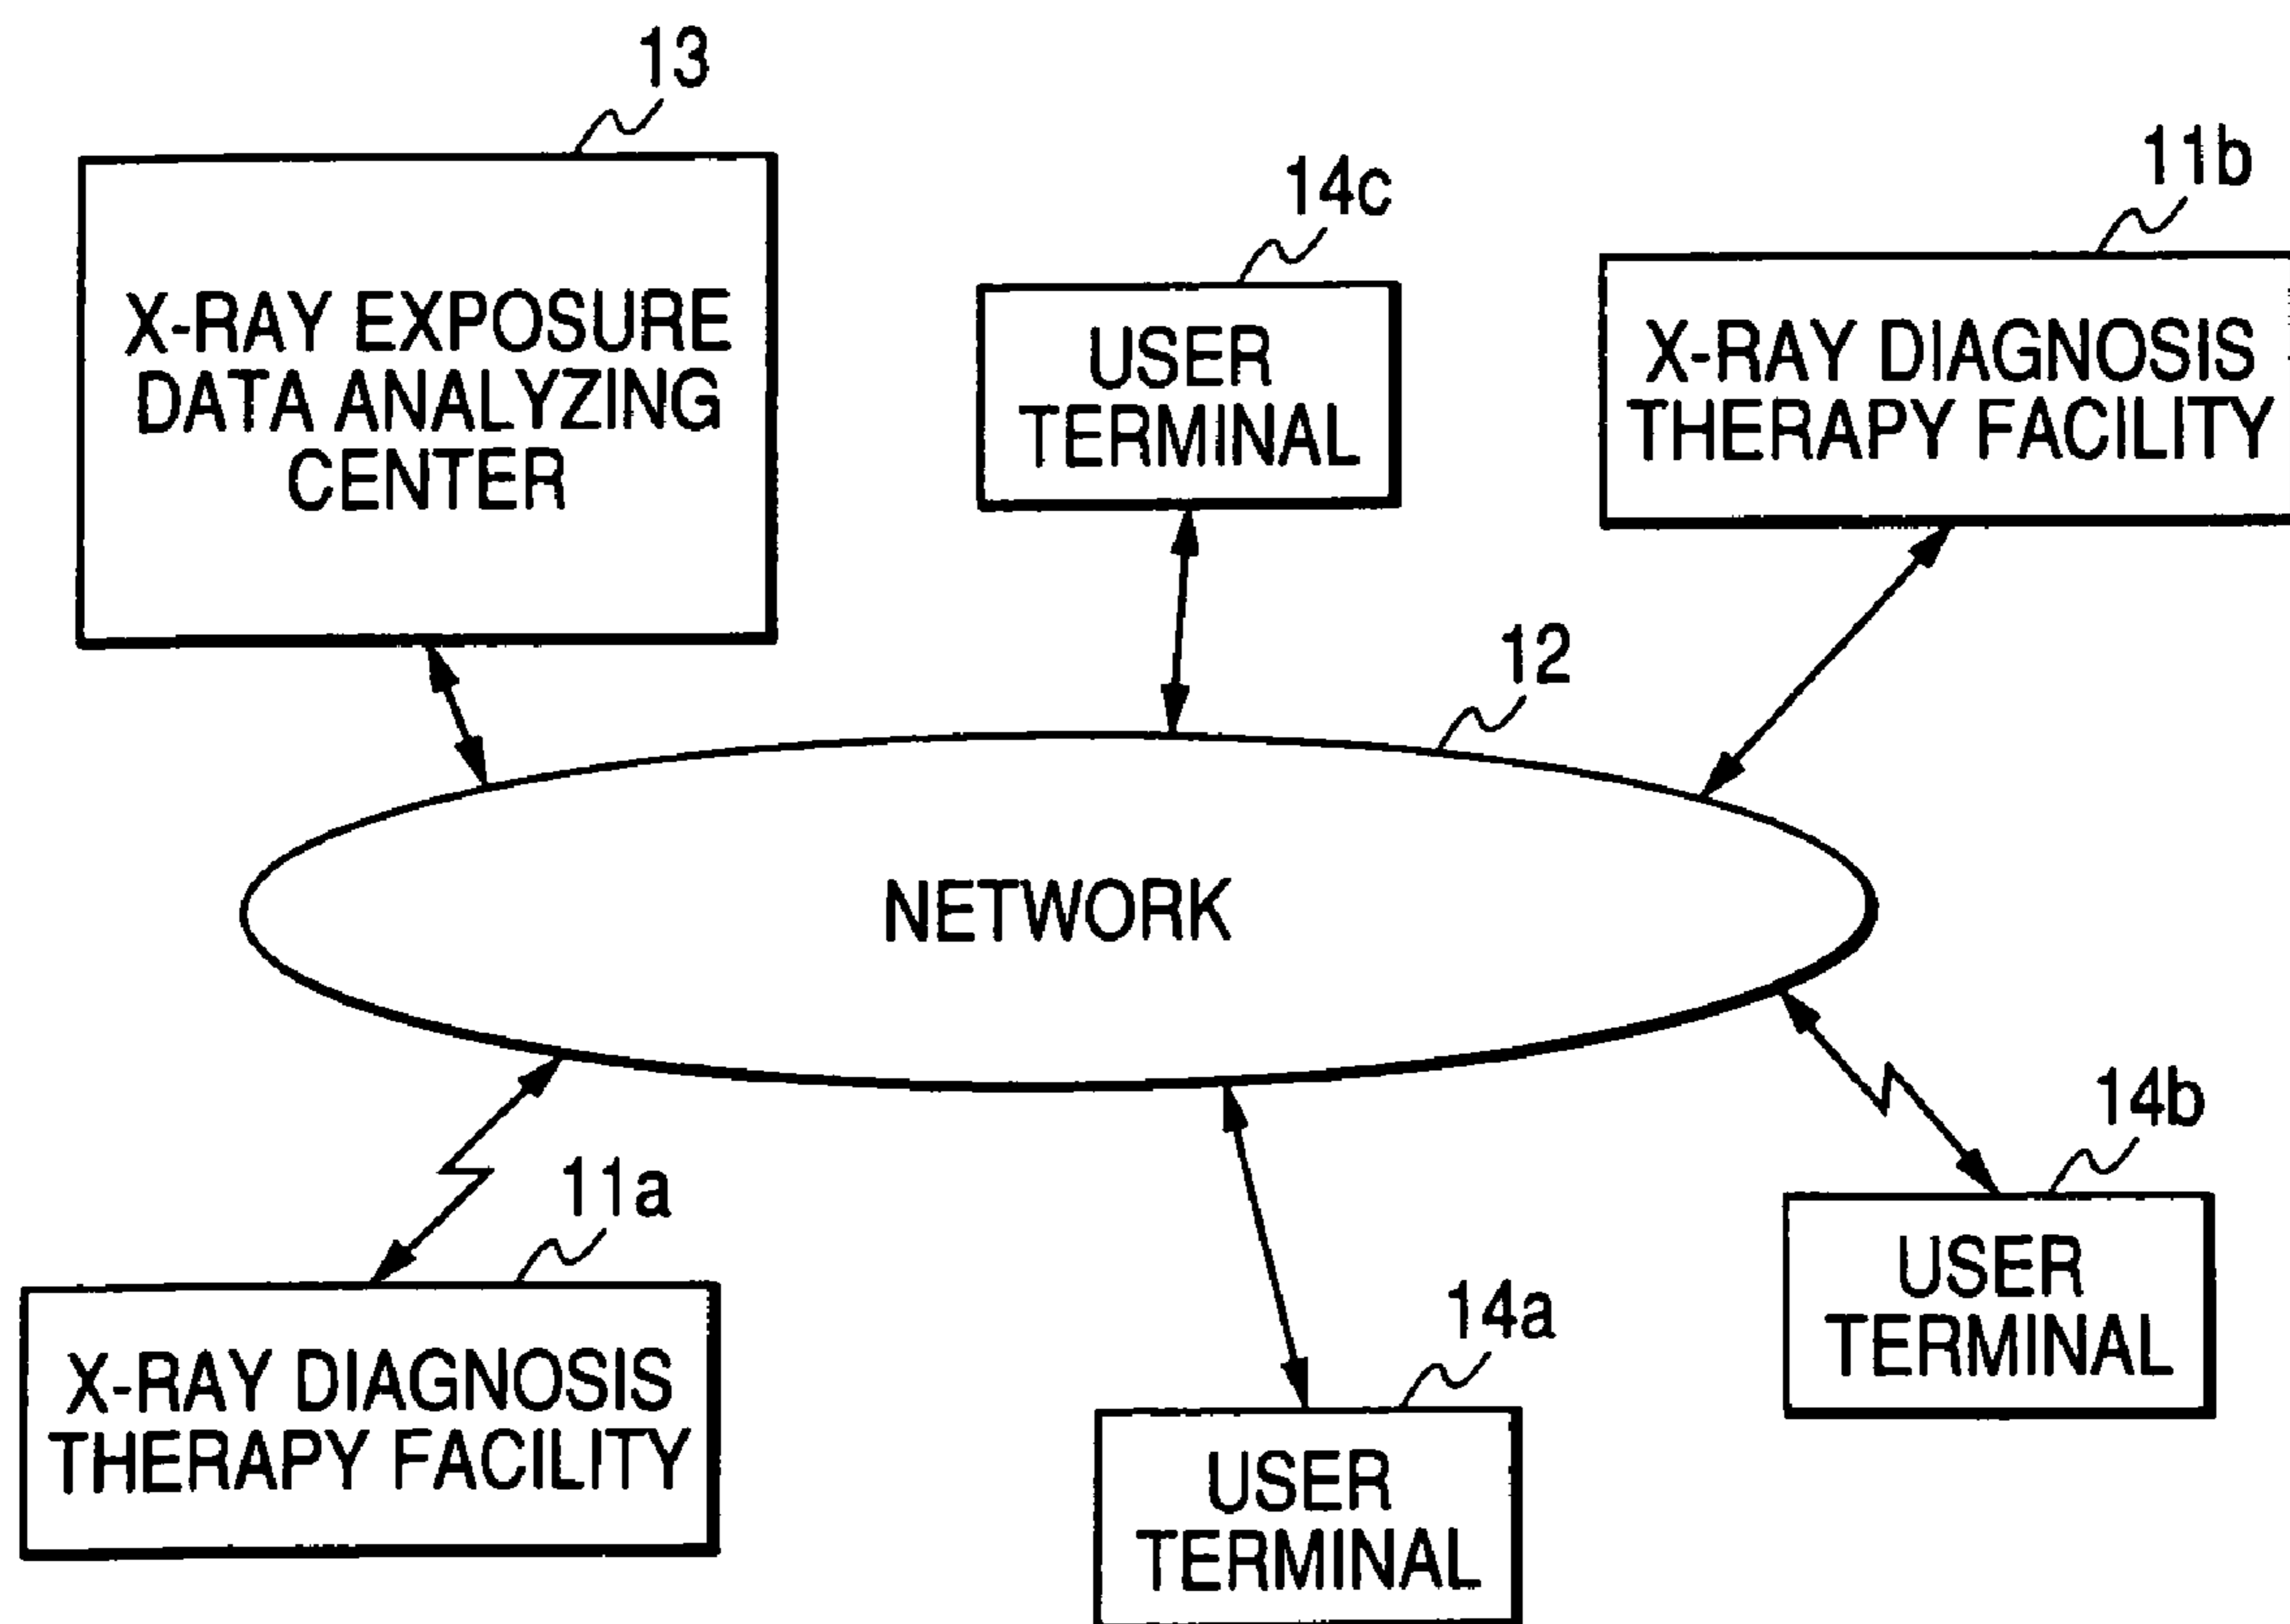 13
X-RAY EXPOSURE
DATA ANALYZING
CENTER
14c
USER
TERMINAL
11b
X-RAY DIAGNOSIS
THERAPY FACILITY
12
NETWORK
11a
X-RAY DIAGNOSIS
THERAPY FACILITY
14a
USER
TERMINAL
14b
USER
TERMINAL